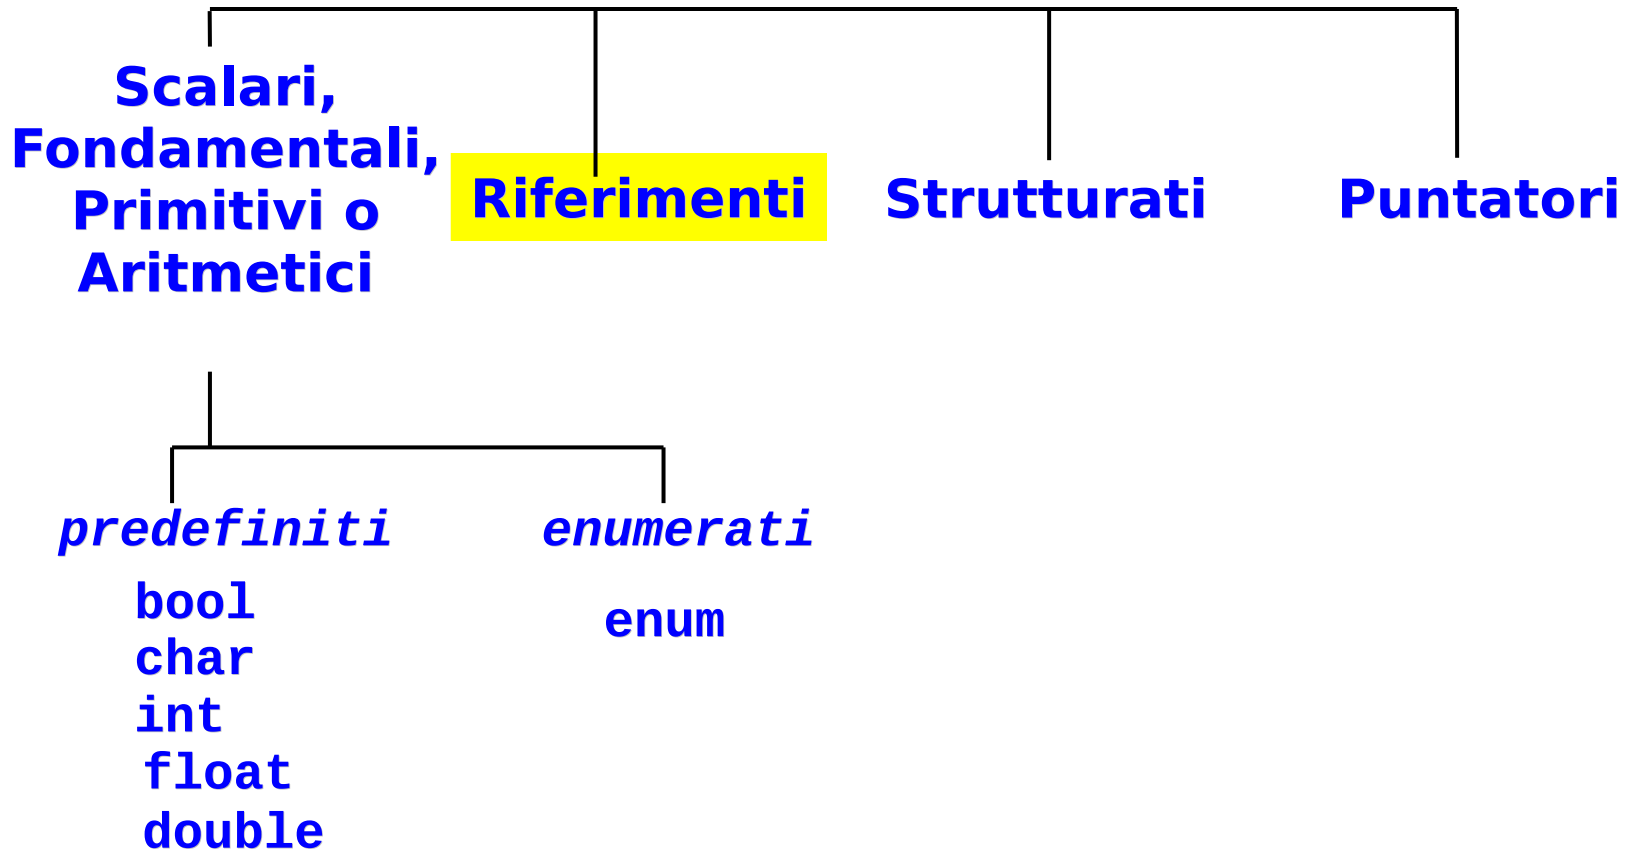 Scalari,
Fondamentali,
Primitivi o
Aritmetici
Riferimenti
Strutturati
Puntatori
predefiniti
bool
char
int
float
double
enumerati
enum